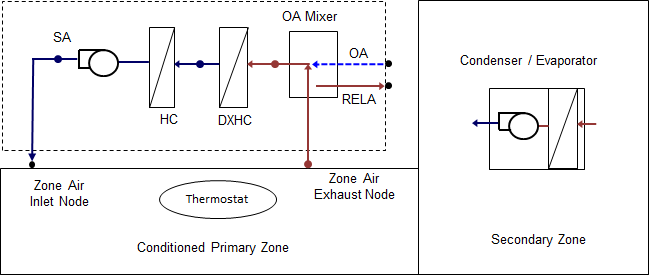 OA Mixer
SA
OA
RELA
HC
DXHC
Condenser / Evaporator
Zone Air
Inlet Node
Thermostat
Zone Air
Exhaust Node
Conditioned Primary Zone
Secondary Zone